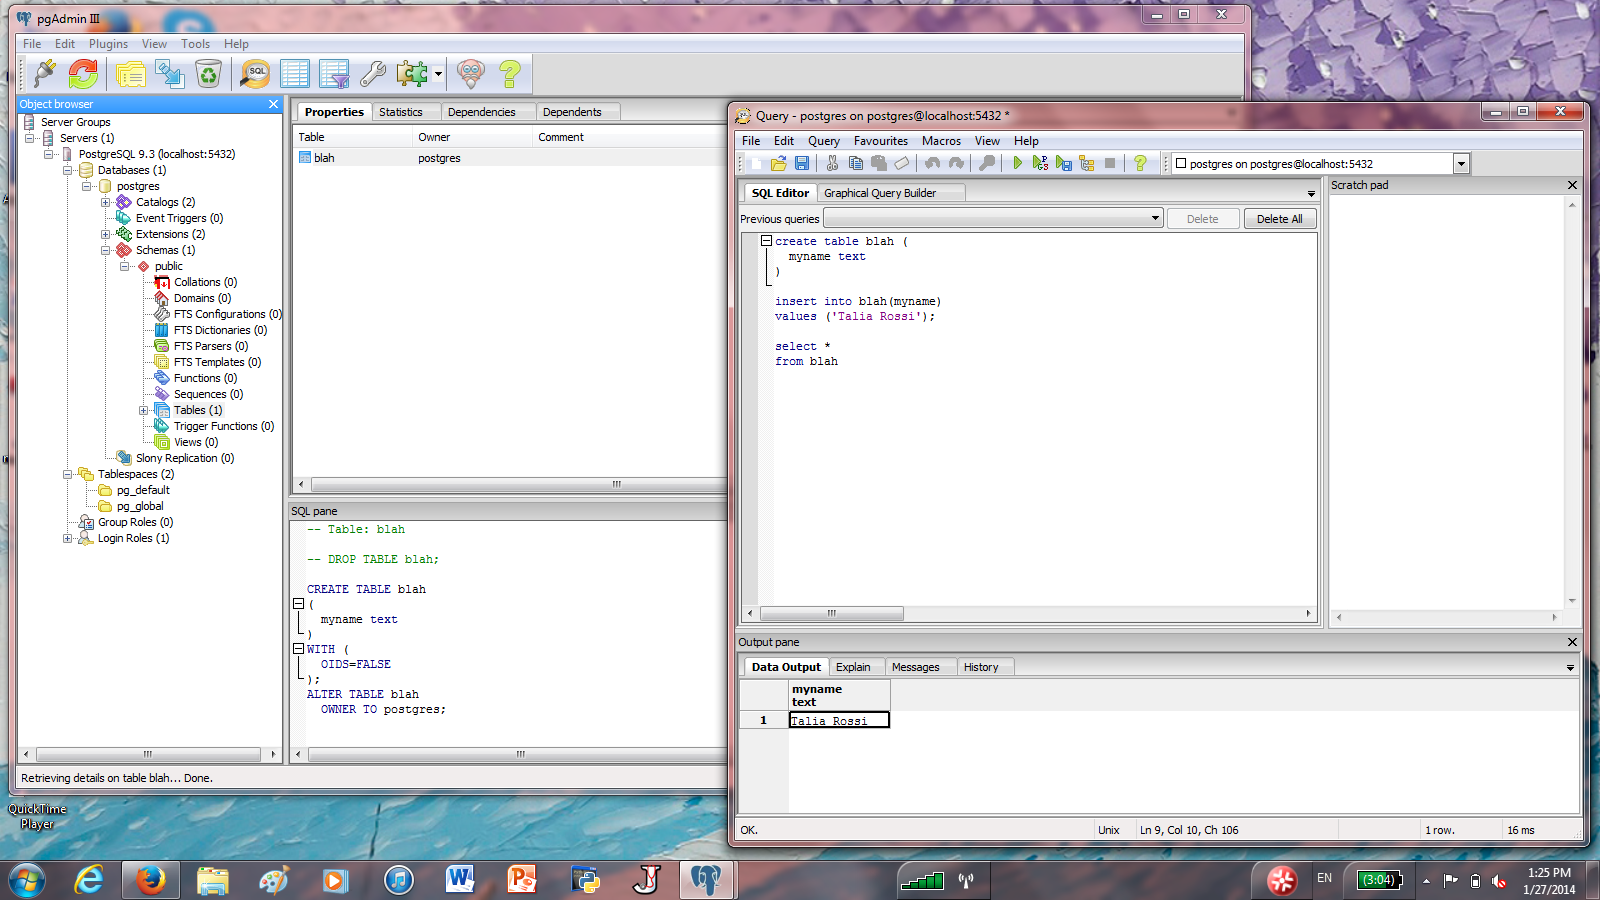 pgAdmin III
File Edit Plugins View Tools Help
SQL
Object browser
Server Groups
Servers (1)
PostgreSQL 9.3 (localhost:5432)
Databases (1)
postgres
Catalogs (2)
Event Triggers (0)
Extensions (2)
Schemas (1)
public
Collations (0)
Domains (0)
FTS Configurations (0)
FTS Dictionaries (0)
FTS Parsers (0)
FTS Templates (0)
Functions (0)
Sequences (0)
Tables (1)
Trigger Functions (0)
Views (0)
Slony Replication (0)
Tablespaces (2)
pg_default
pg_global
Group Roles (0)
Login Roles (1)
Properties Statistics Dependencies Dependents
Table Owner Comment
blah postgres
SQL pane
-- Table: blah
-- DROP TABLE blah;
CREATE TABLE blah
(
myname text
)
WITH (
OIDS=FALSE
);
ALTER TABLE blah
OWNER TO postgres;
Retrieving details on table blah... Done.
Query - postgres on postgres@localhost:5432 *
File Edit Query Favourites Macros View Help
postgres on postgres@localhost:5432
SQL Editor Graphical Query Builder
Previous queries Delete Delete All
create table blah (
myname text
)
insert into blah(myname)
values ('Talia Rossi');
select *
from blah
Scratch pad
Output pane
Data Output Explain Messages History
myname
text
1 Talia Rossi
OK. Unix Ln 9, Col 10, Ch 106 1 row. 16 ms
QuickTime
Player
EN (3:04) 1:25 PM
1/27/2014